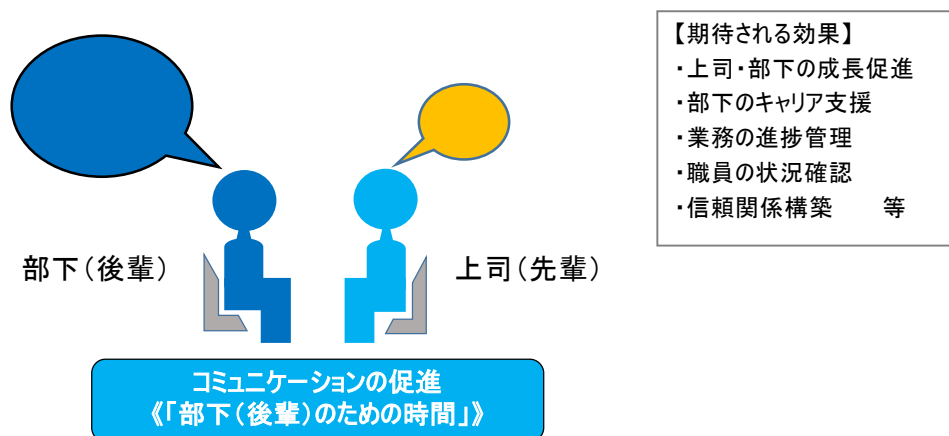 【期待される効果】
・上司・部下の成長促進
・部下のキャリア支援
・業務の進捗管理
・職員の状況確認
・信頼関係構築　　等
部下（後輩）
上司（先輩）
コミュニケーションの促進
《「部下（後輩）のための時間」》